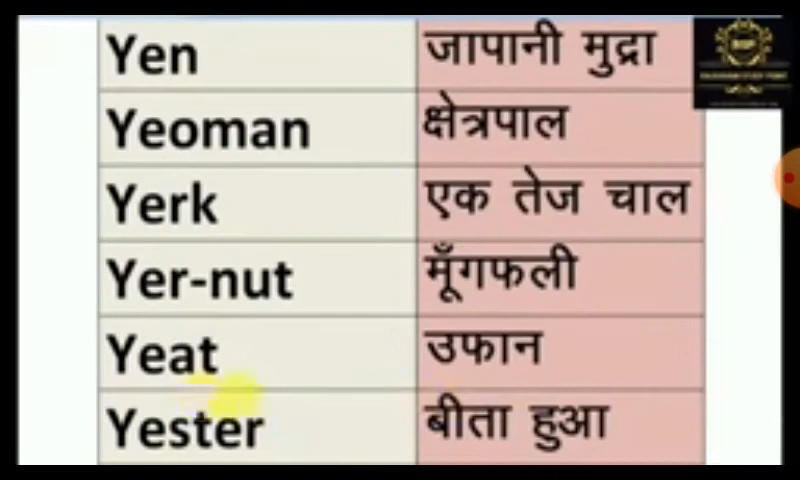 Yen जापानी मुद्रा
Yeoman क्षेत्रपाल
Yerk एक तेज चाल
Yer-nut मूँगफली
Yeat उफान
Yester बीता हुआ